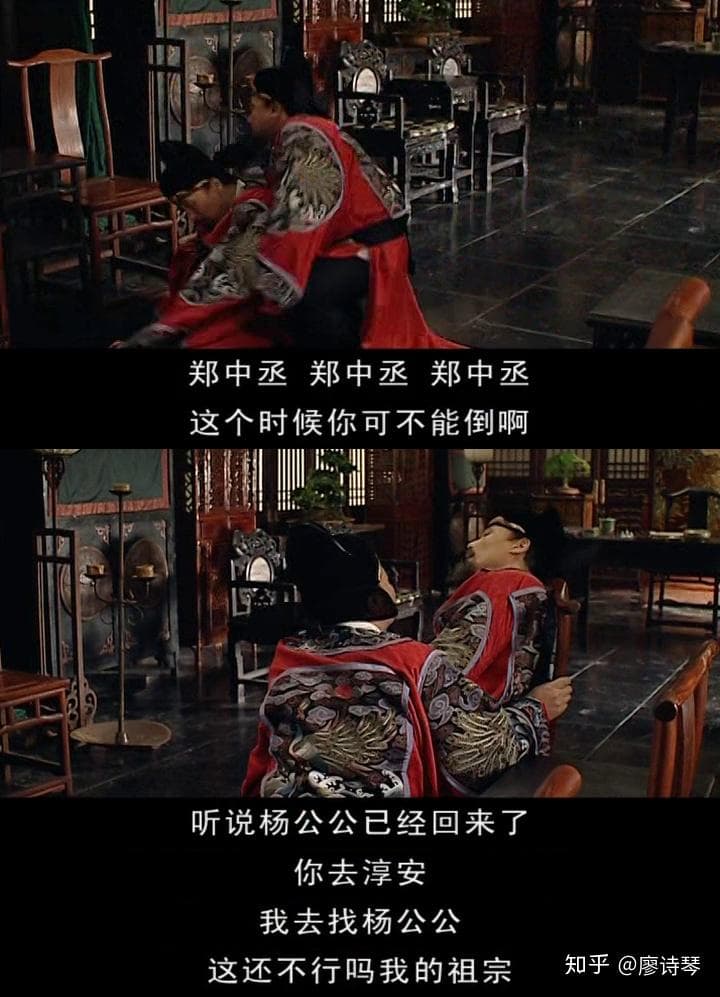 郑中丞 郑中丞 郑中丞
这个时候你可不能倒啊
听说杨公公已经回来了
你去淳安
我去找杨公公
这还不行吗我的祖宗
知乎 @廖诗琴